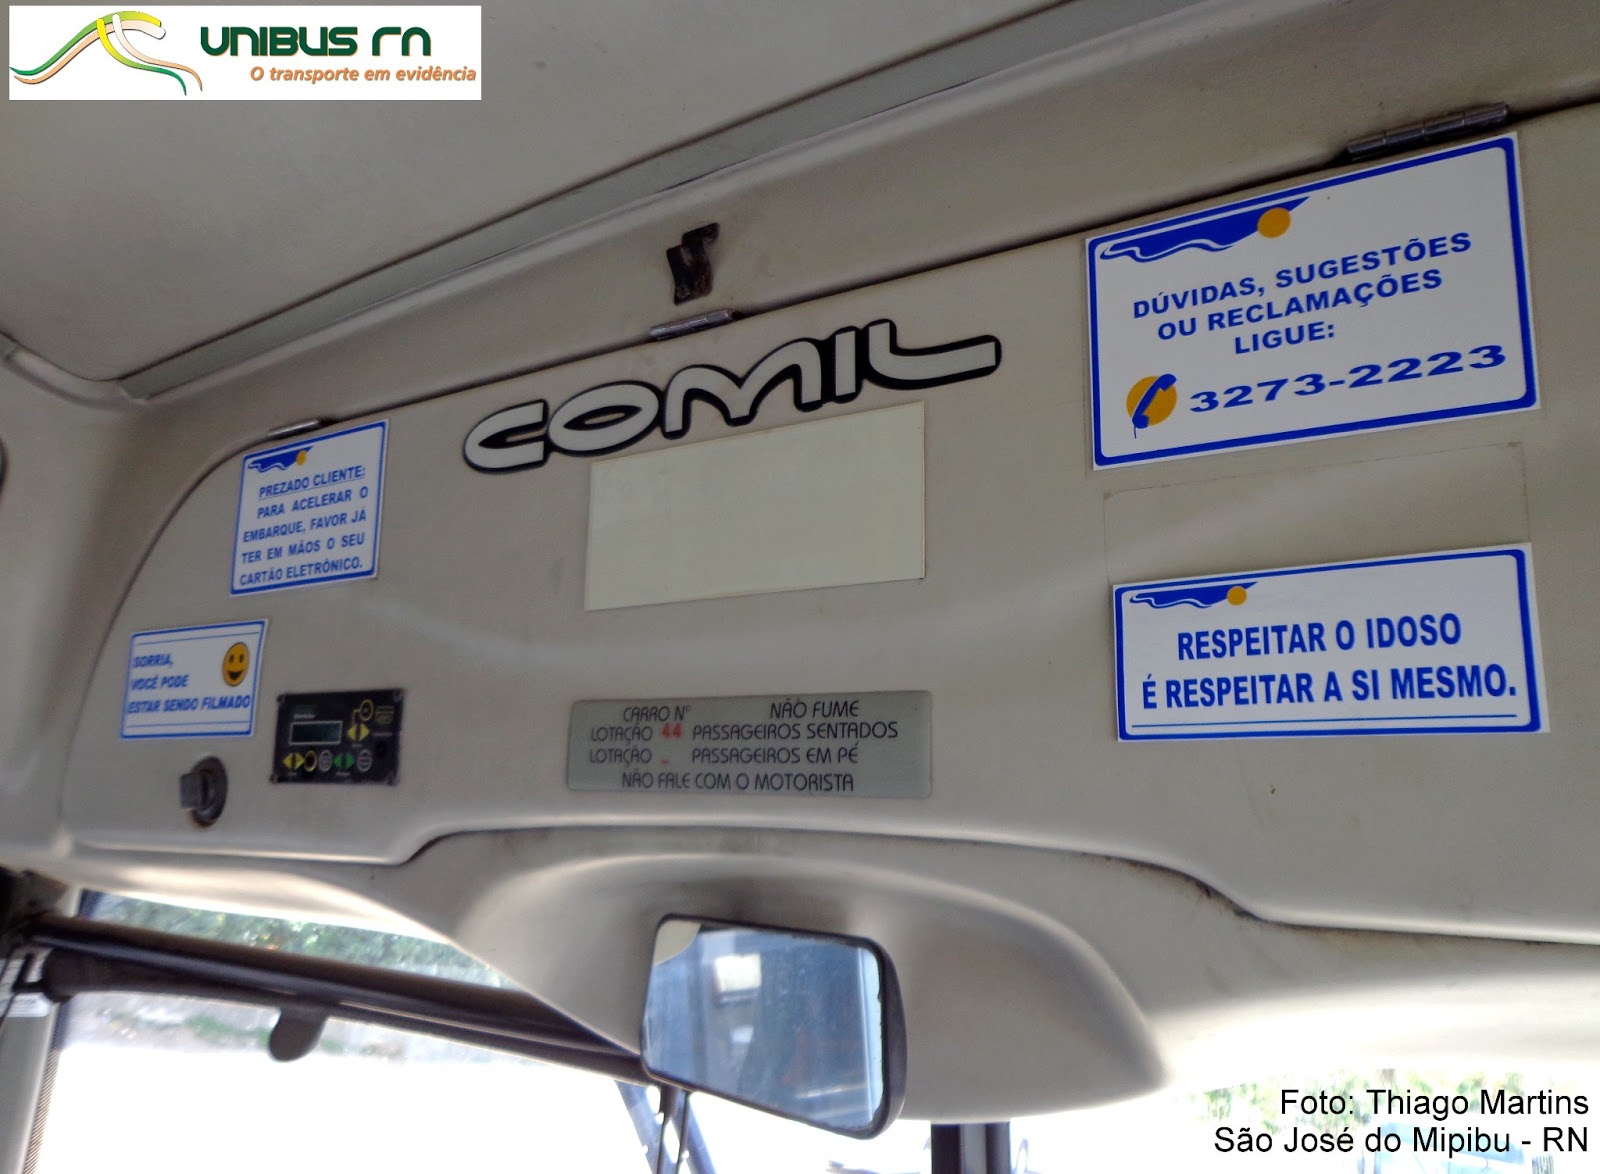 UNIBUS RN
O transporte em evidência
COMIL
DÚVIDAS, SUGESTÕES
OU RECLAMAÇÕES
LIGUE:
3273-2223
PREZADO CLIENTE:
PARA ACELERAR O
EMBARQUE, FAVOR JÁ
TER EM MÃOS O SEU
CARTÃO ELETRÔNICO.
SORRIA,
VOCÊ PODE
ESTAR SENDO FILMADO
CARRO Nº NÃO FUME
LOTAÇÃO 44 PASSAGEIROS SENTADOS
LOTAÇÃO - PASSAGEIROS EM PÉ
NÃO FALE COM O MOTORISTA
RESPEITAR O IDOSO
É RESPEITAR A SI MESMO.
Foto: Thiago Martins
São José do Mipibu - RN